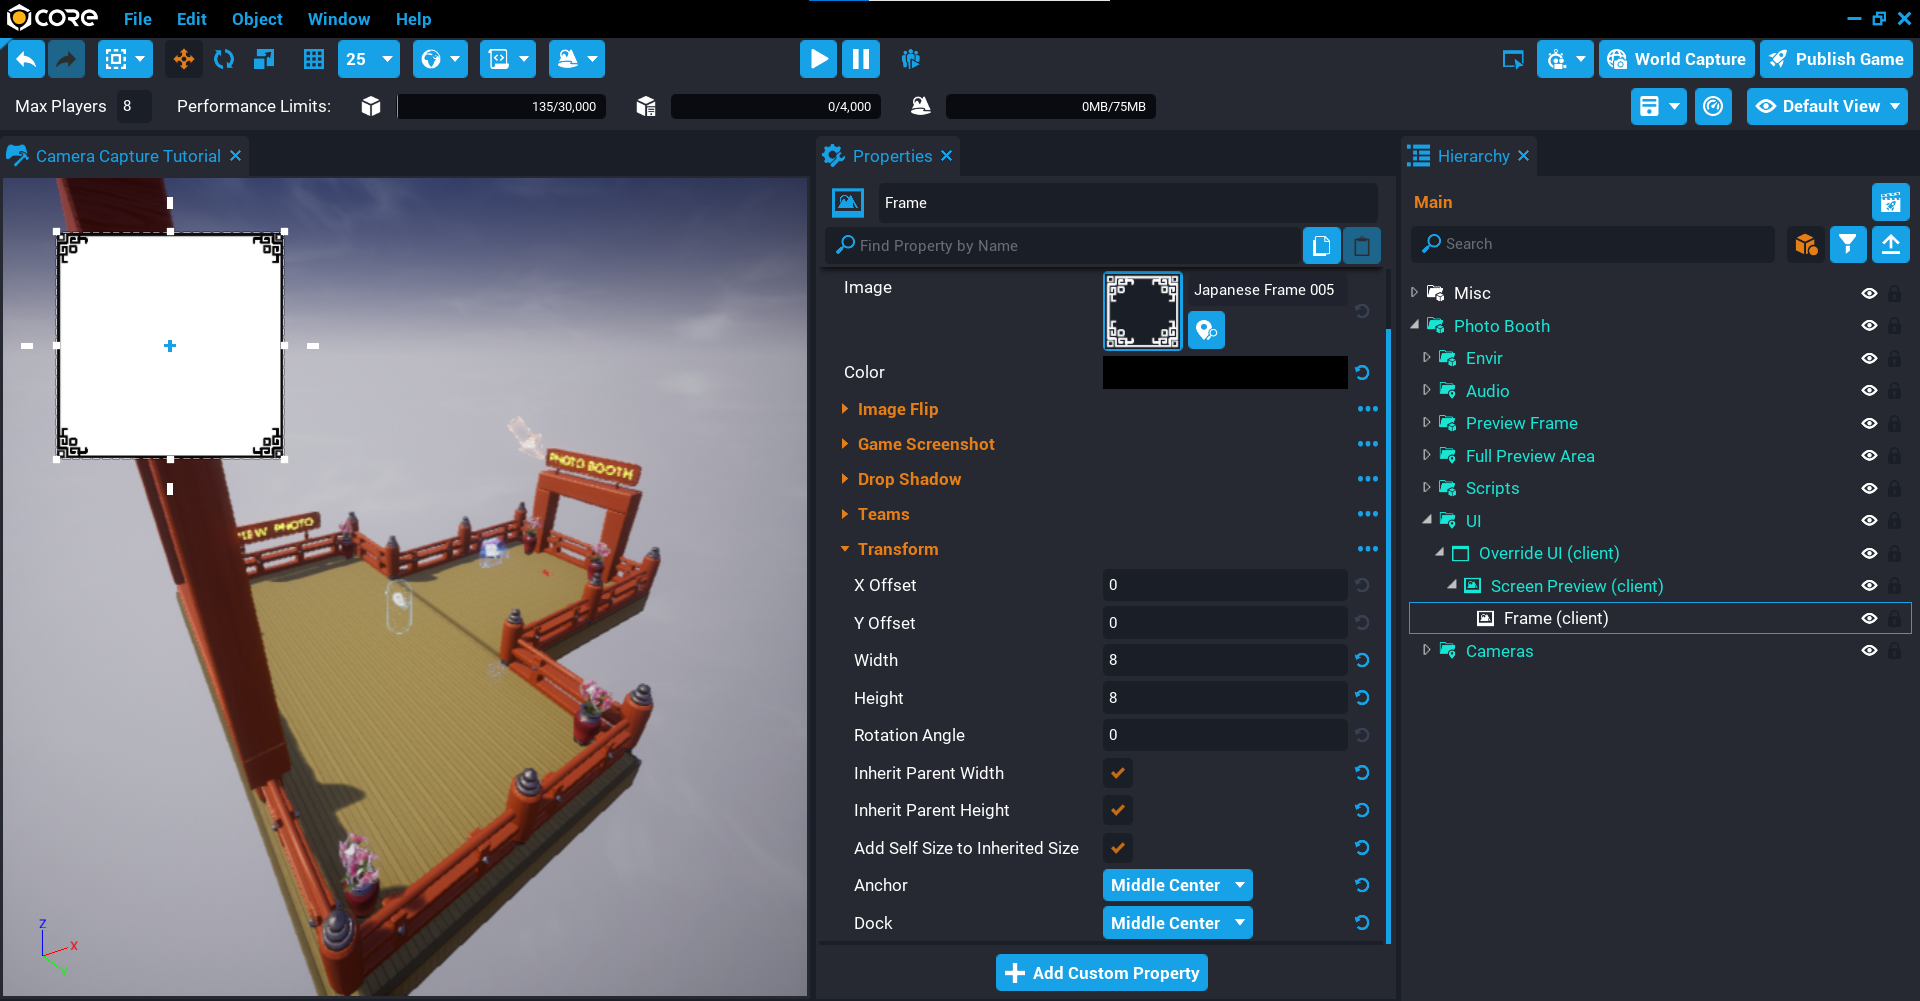 CORE
File
Edit
Object
Window
Help
25
World Capture
Publish Game
Max Players 8
Performance Limits:
135/30,000
0/4,000
0MB/75MB
Default View
Camera Capture Tutorial
PHOTO BOOTH
PHOTO
Z
X
Y
Properties
Frame
Find Property by Name
Image
Japanese Frame 005
Color
Image Flip
Game Screenshot
Drop Shadow
Teams
Transform
X Offset 0
Y Offset 0
Width 8
Height 8
Rotation Angle 0
Inherit Parent Width
Inherit Parent Height
Add Self Size to Inherited Size
Anchor Middle Center
Dock Middle Center
Add Custom Property
Hierarchy
Main
Search
Misc
Photo Booth
Envir
Audio
Preview Frame
Full Preview Area
Scripts
UI
Override UI (client)
Screen Preview (client)
Frame (client)
Cameras